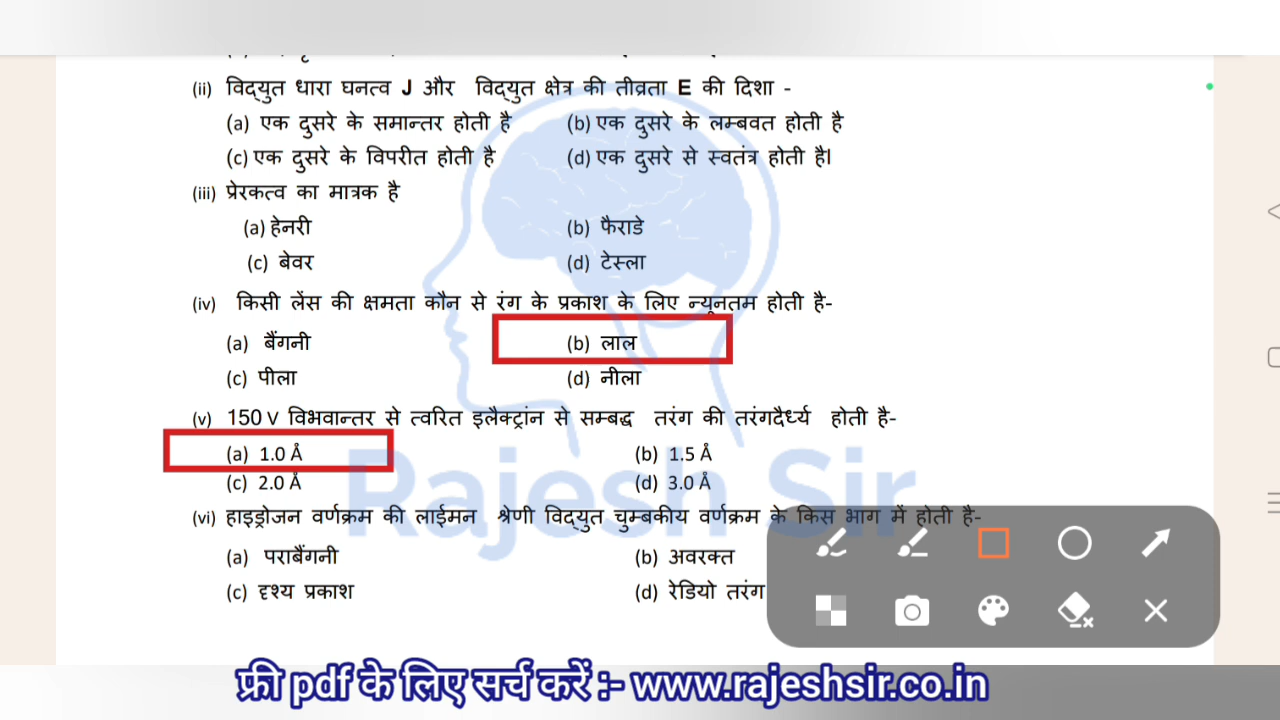 (ii) विद्युत धारा घनत्व J और विद्युत क्षेत्र की तीव्रता E की दिशा -
(a) एक दुसरे के समान्तर होती है (b) एक दुसरे के लम्बवत होती है
(c) एक दुसरे के विपरीत होती है (d) एक दुसरे से स्वतंत्र होती है।
(iii) प्रेरकत्व का मात्रक है
(a) हेनरी (b) फैराडे
(c) बेवर (d) टेस्ला
(iv) किसी लेंस की क्षमता कौन से रंग के प्रकाश के लिए न्यूनतम होती है-
(a) बैंगनी (b) लाल
(c) पीला (d) नीला
(v) 150 V विभवान्तर से त्वरित इलैक्ट्रांन से सम्बद्ध तरंग की तरंगदैर्ध्य होती है-
(a) 1.0 Å (b) 1.5 Å
(c) 2.0 Å (d) 3.0 Å
Rajesh Sir
(vi) हाइड्रोजन वर्णक्रम की लाईमन श्रेणी विद्युत चुम्बकीय वर्णक्रम के किस भाग में होती है-
(a) पराबैंगनी (b) अवरक्त
(c) दृश्य प्रकाश (d) रेडियो तरंग
फ्री pdf के लिए सर्च करें :- www.rajeshsir.co.in